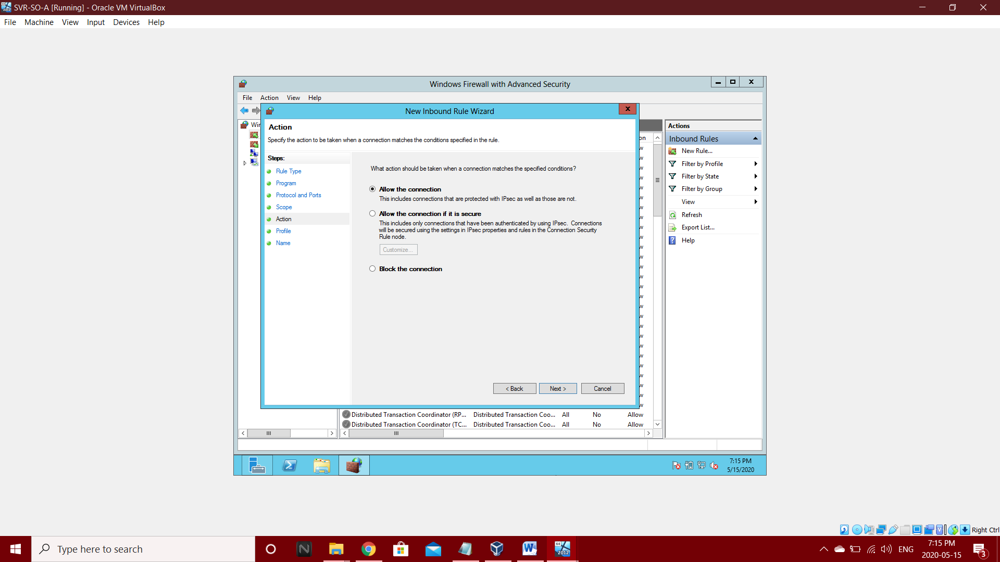 SVR-SO-A [Running] - Oracle VM VirtualBox
File Machine View Input Devices Help
Windows Firewall with Advanced Security
File Action View Help
New Inbound Rule Wizard
Action
Specify the action to be taken when a connection matches the conditions specified in the rule.
Steps:
Rule Type
Program
Protocol and Ports
Scope
Action
Profile
Name
What action should be taken when a connection matches the specified conditions?
Allow the connection
This includes connections that are protected with IPsec as well as those are not.
Allow the connection if it is secure
This includes only connections that have been authenticated by using IPsec. Connections
will be secured using the settings in IPsec properties and rules in the Connection Security
Rule node.
Customize...
Block the connection
< Back Next > Cancel
Actions
Inbound Rules
New Rule...
Filter by Profile
Filter by State
Filter by Group
View
Refresh
Export List...
Help
Distributed Transaction Coordinator (RP... Distributed Transaction Coo... All No Allow
Distributed Transaction Coordinator (TC... Distributed Transaction Coo... All No Allow
7:15 PM
5/15/2020
Right Ctrl
Type here to search
ENG
7:15 PM
2020-05-15
3